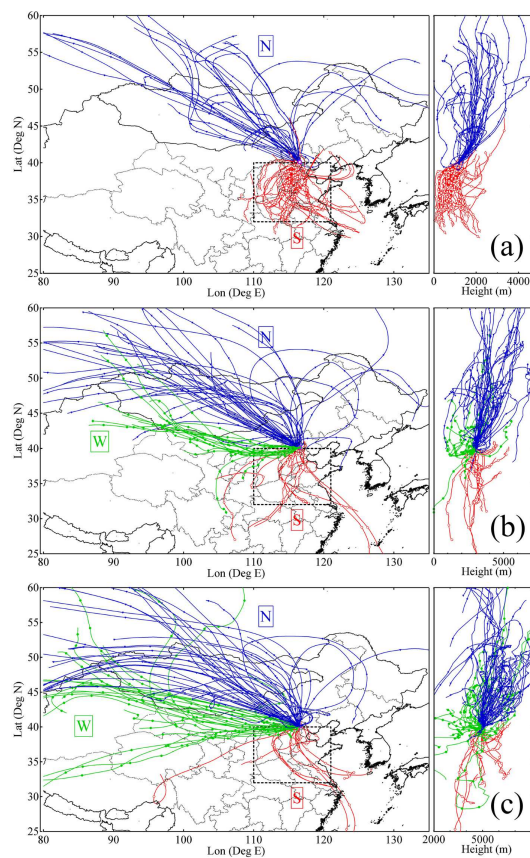 60
55
50
45
40
35
30
25
Lat (Deg N)
80 90 100 110 120 130
Lon (Deg E)
N
S
0 2000 4000
Height (m)
(a)
60
55
50
45
40
35
30
25
Lat (Deg N)
80 90 100 110 120 130
Lon (Deg E)
N
W
S
0 5000
Height (m)
(b)
60
55
50
45
40
35
30
25
Lat (Deg N)
80 90 100 110 120 130
Lon (Deg E)
N
W
S
2000 5000
Height (m)
(c)